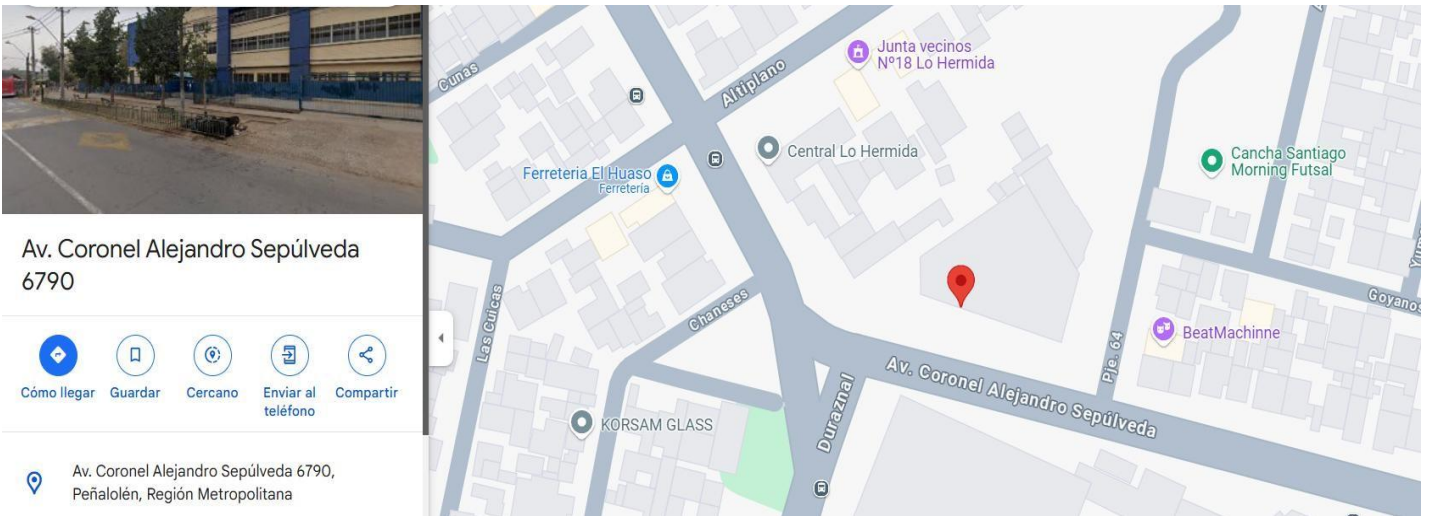 Av. Coronel Alejandro Sepúlveda
6790
Cómo llegar
Guardar
Cercano
Enviar al
teléfono
Compartir
Av. Coronel Alejandro Sepúlveda 6790,
Peñalolén, Región Metropolitana
Cunas
Altiplano
Junta vecinos
Nº18 Lo Hermida
Central Lo Hermida
Ferreteria El Huaso
Ferretería
Cancha Santiago
Morning Futsal
Las Cuicas
Chaneses
Goyanos
BeatMachinne
Pje. 64
Av. Coronel Alejandro Sepúlveda
Duraznal
KORSAM GLASS